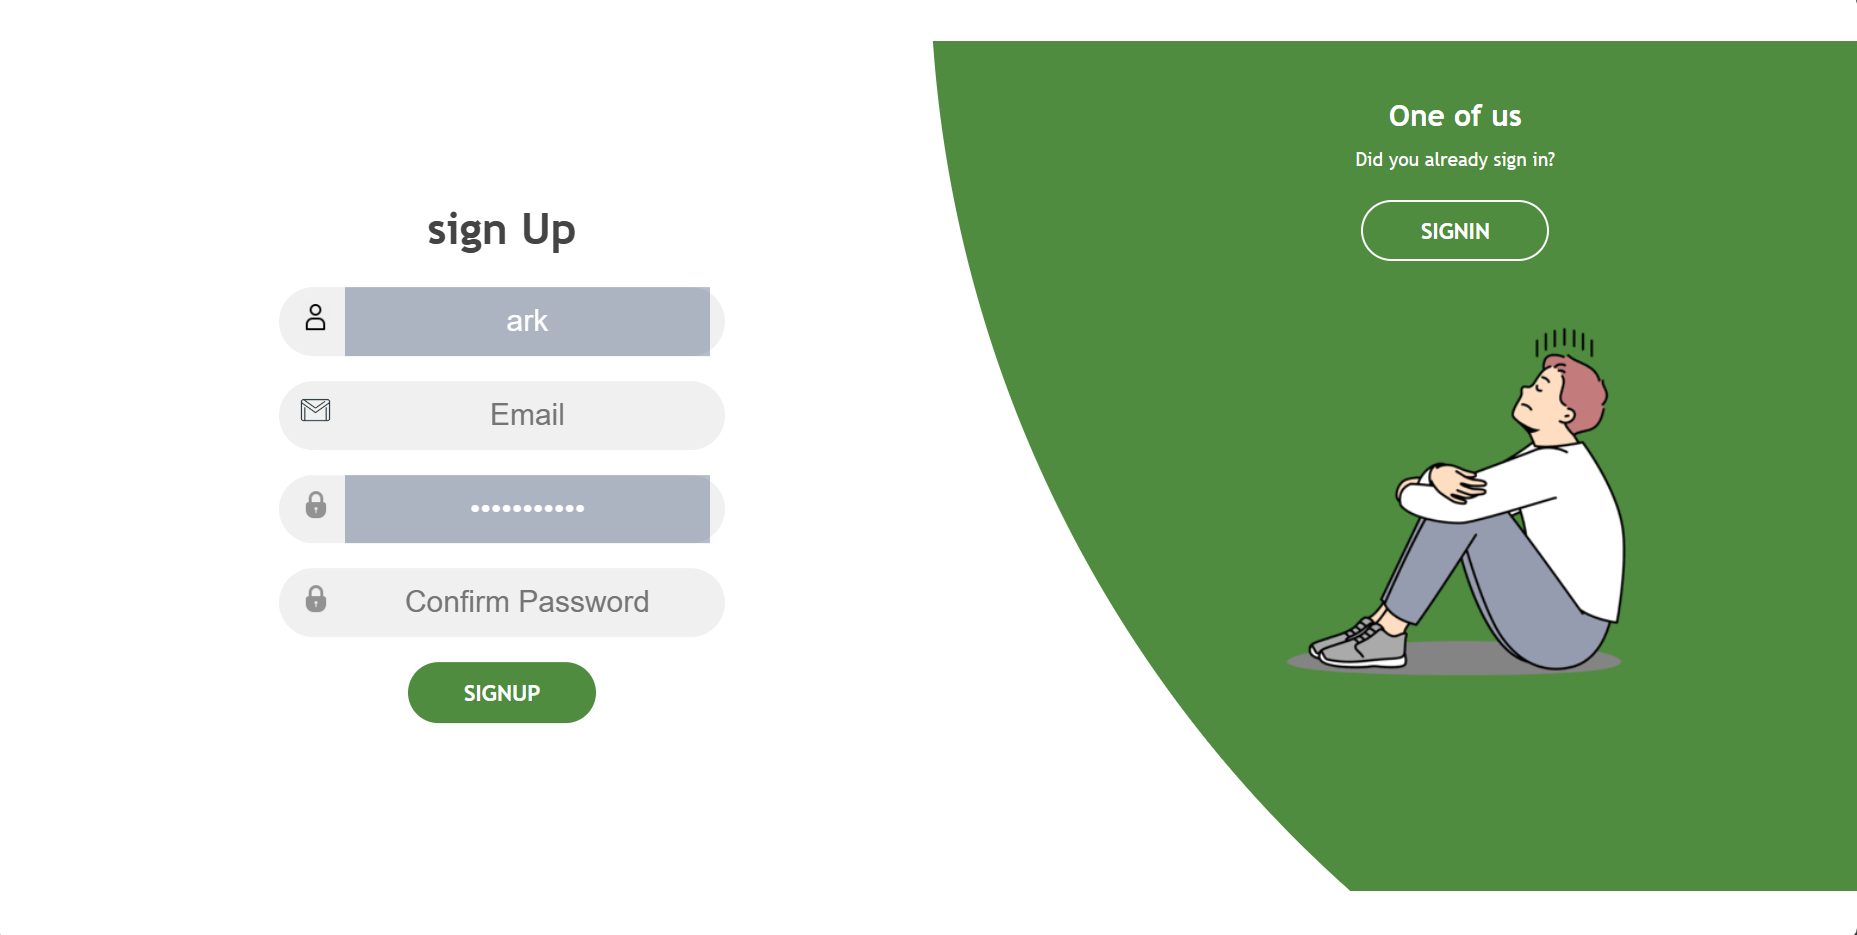 sign Up
ark
Email
•••••••••••
Confirm Password
SIGNUP
One of us
Did you already sign in?
SIGNIN